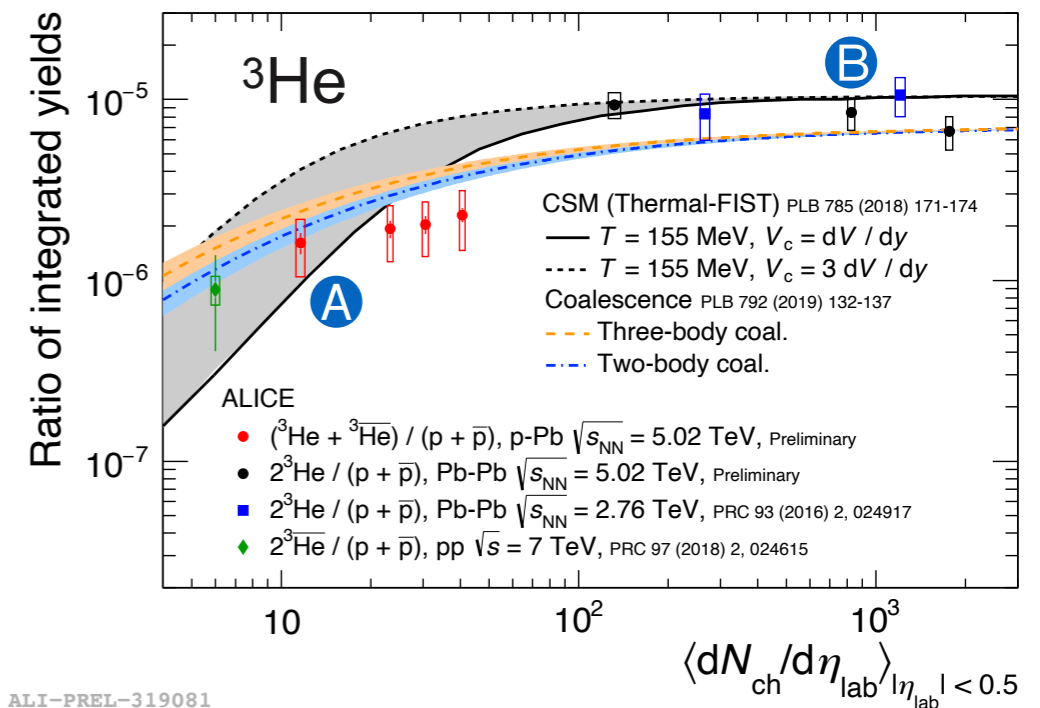 Ratio of integrated yields
10⁻⁵
10⁻⁶
10⁻⁷
³He
B
A
CSM (Thermal-FIST) PLB 785 (2018) 171-174
T = 155 MeV, V_c = dV / dy
T = 155 MeV, V_c = 3 dV / dy
Coalescence PLB 792 (2019) 132-137
Three-body coal.
Two-body coal.
ALICE
(³He + ³H̅e̅) / (p + p̅), p-Pb √s_NN = 5.02 TeV, Preliminary
2³He / (p + p̅), Pb-Pb √s_NN = 5.02 TeV, Preliminary
2³He / (p + p̅), Pb-Pb √s_NN = 2.76 TeV, PRC 93 (2016) 2, 024917
2³H̅e̅ / (p + p̅), pp √s = 7 TeV, PRC 97 (2018) 2, 024615
10 10² 10³
⟨dN_ch/dη_lab⟩_|η_lab| < 0.5
ALI-PREL-319081